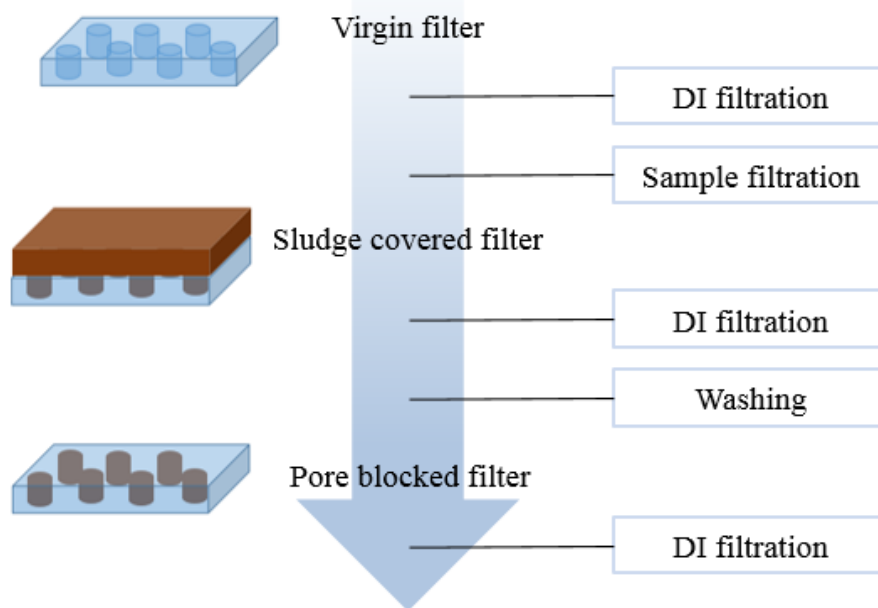 Virgin filter
DI filtration
Sample filtration
Sludge covered filter
DI filtration
Washing
Pore blocked filter
DI filtration